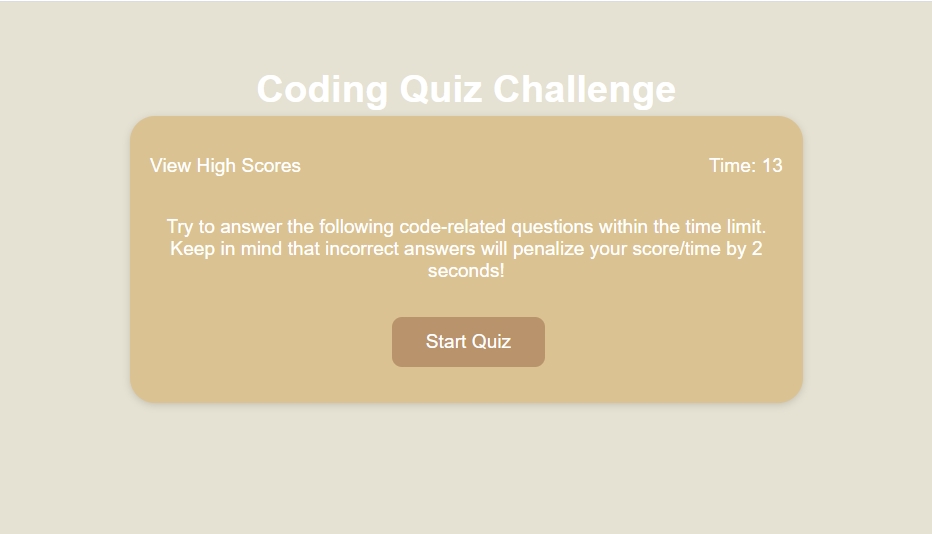 Coding Quiz Challenge
View High Scores
Time: 13
Try to answer the following code-related questions within the time limit.
Keep in mind that incorrect answers will penalize your score/time by 2
seconds!
Start Quiz